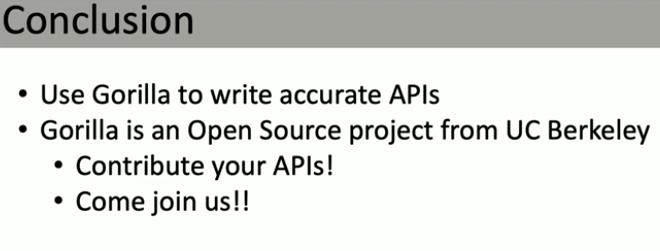 Conclusion
• Use Gorilla to write accurate APIs
• Gorilla is an Open Source project from UC Berkeley
• Contribute your APIs!
• Come join us!!